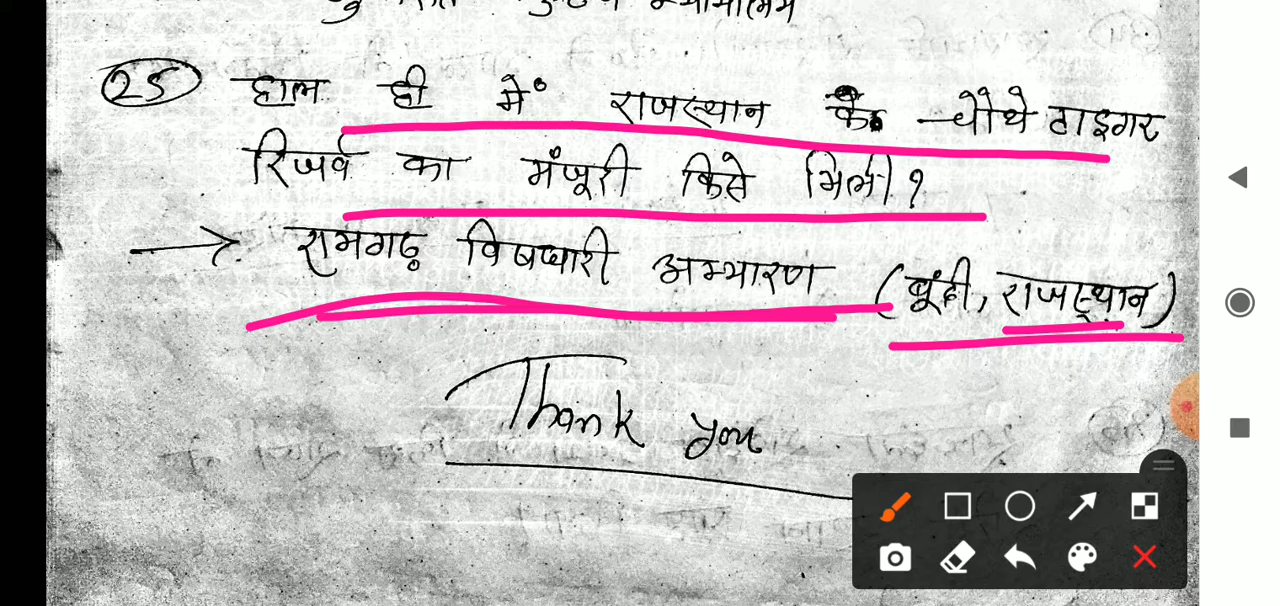 (25) हाल ही में राजस्थान के चौथे टाइगर
रिजर्व का मंजूरी किसे मिली?
→ रामगढ़ विषधारी अभ्यारण (बूंदी, राजस्थान)
Thank you